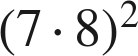 (7 · 8)²